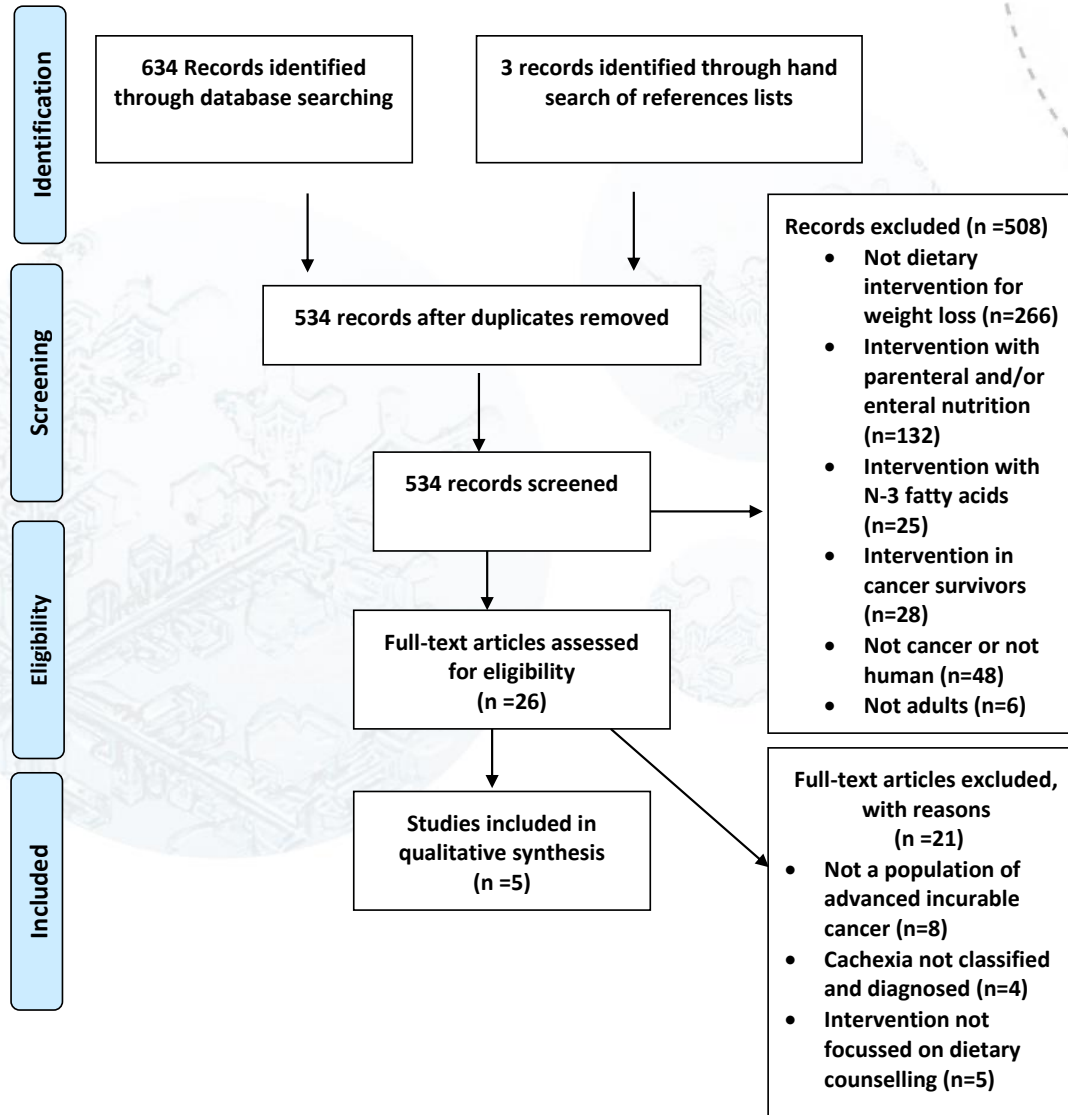 Identification
634 Records identified
through database searching
3 records identified through hand
search of references lists
Screening
534 records after duplicates removed
534 records screened
Records excluded (n =508)
• Not dietary
intervention for
weight loss (n=266)
• Intervention with
parenteral and/or
enteral nutrition
(n=132)
• Intervention with
N-3 fatty acids
(n=25)
• Intervention in
cancer survivors
(n=28)
• Not cancer or not
human (n=48)
• Not adults (n=6)
Eligibility
Full-text articles assessed
for eligibility
(n =26)
Full-text articles excluded,
with reasons
(n =21)
• Not a population of
advanced incurable
cancer (n=8)
• Cachexia not classified
and diagnosed (n=4)
• Intervention not
focussed on dietary
counselling (n=5)
Included
Studies included in
qualitative synthesis
(n =5)